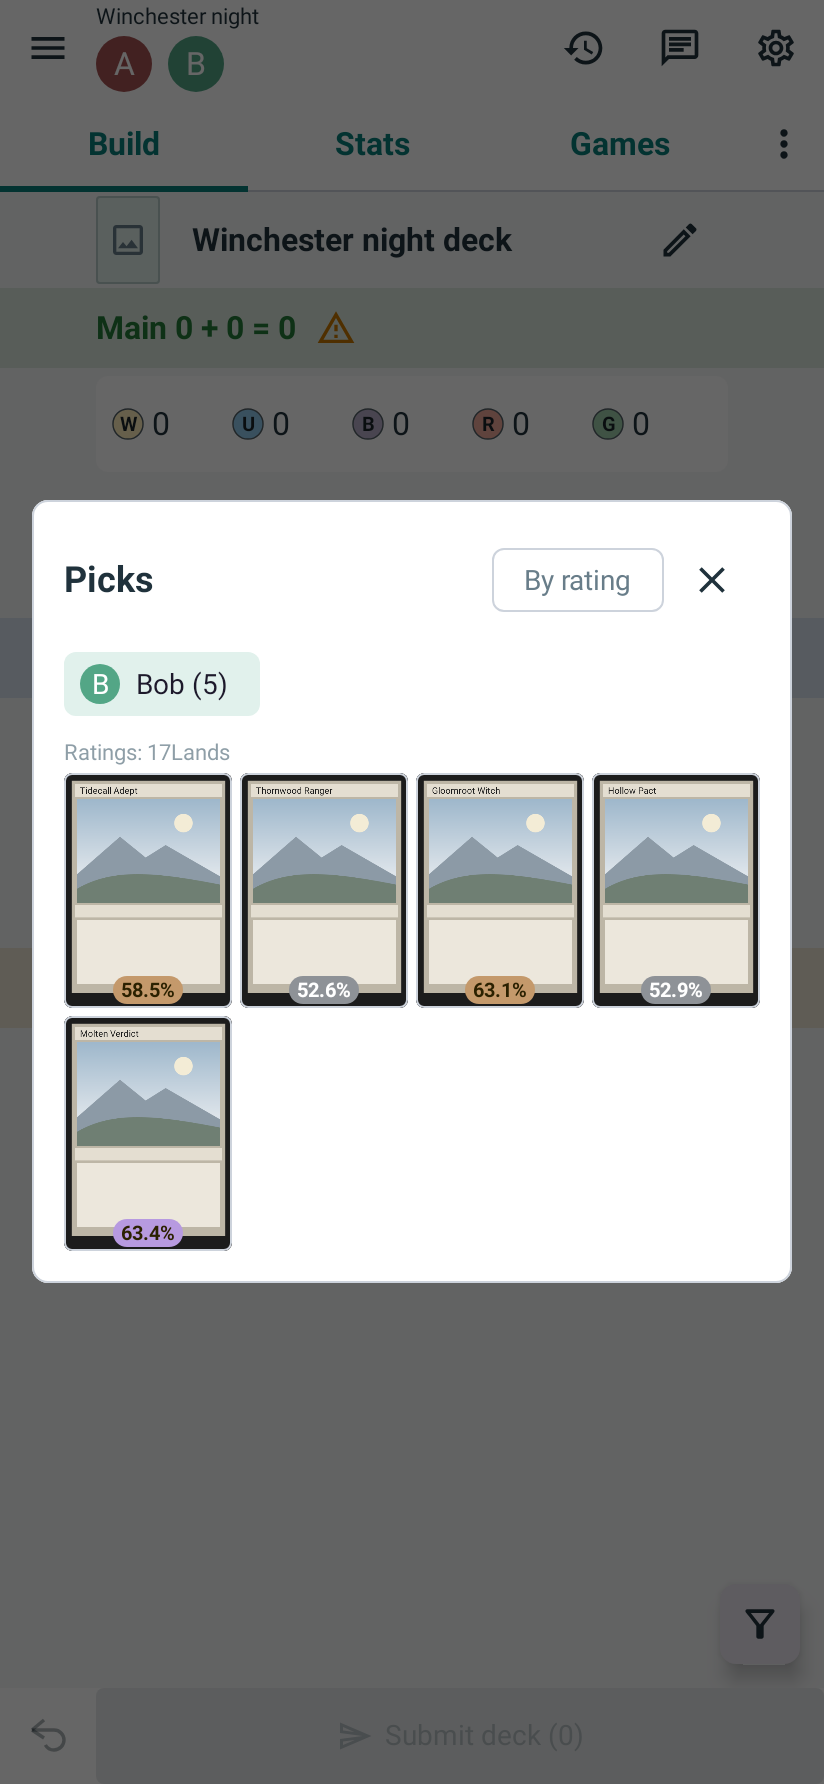 Winchester night
A B
Build Stats Games
Winchester night deck
Main 0 + 0 = 0
W 0 U 0 B 0 R 0 G 0
Picks By rating
B Bob (5)
Ratings: 17Lands
Tidecall Adept Thornwood Ranger Gloomroot Witch Hollow Pact
58.5% 52.6% 63.1% 52.9%
Molten Verdict
63.4%
Submit deck (0)